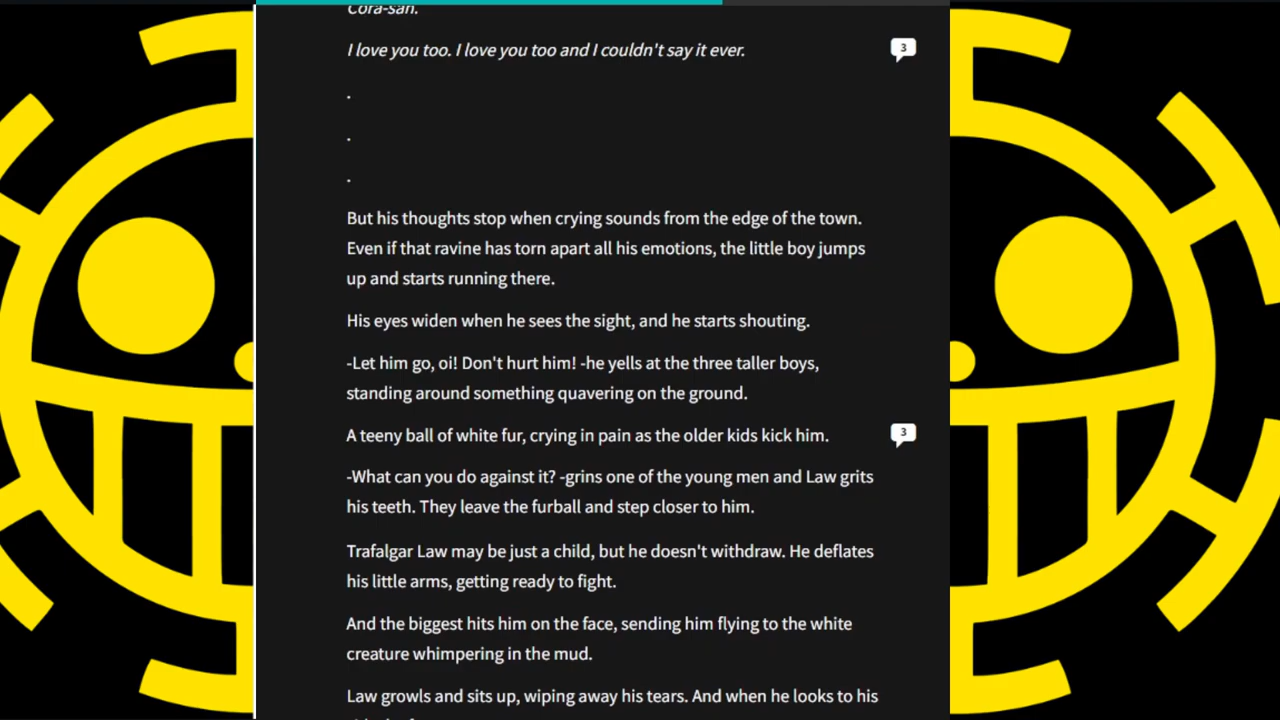 Cora-san.
I love you too. I love you too and I couldn't say it ever.
3
.
.
.
But his thoughts stop when crying sounds from the edge of the town.
Even if that ravine has torn apart all his emotions, the little boy jumps
up and starts running there.
His eyes widen when he sees the sight, and he starts shouting.
-Let him go, oi! Don't hurt him! -he yells at the three taller boys,
standing around something quavering on the ground.
A teeny ball of white fur, crying in pain as the older kids kick him.
3
-What can you do against it? -grins one of the young men and Law grits
his teeth. They leave the furball and step closer to him.
Trafalgar Law may be just a child, but he doesn't withdraw. He deflates
his little arms, getting ready to fight.
And the biggest hits him on the face, sending him flying to the white
creature whimpering in the mud.
Law growls and sits up, wiping away his tears. And when he looks to his